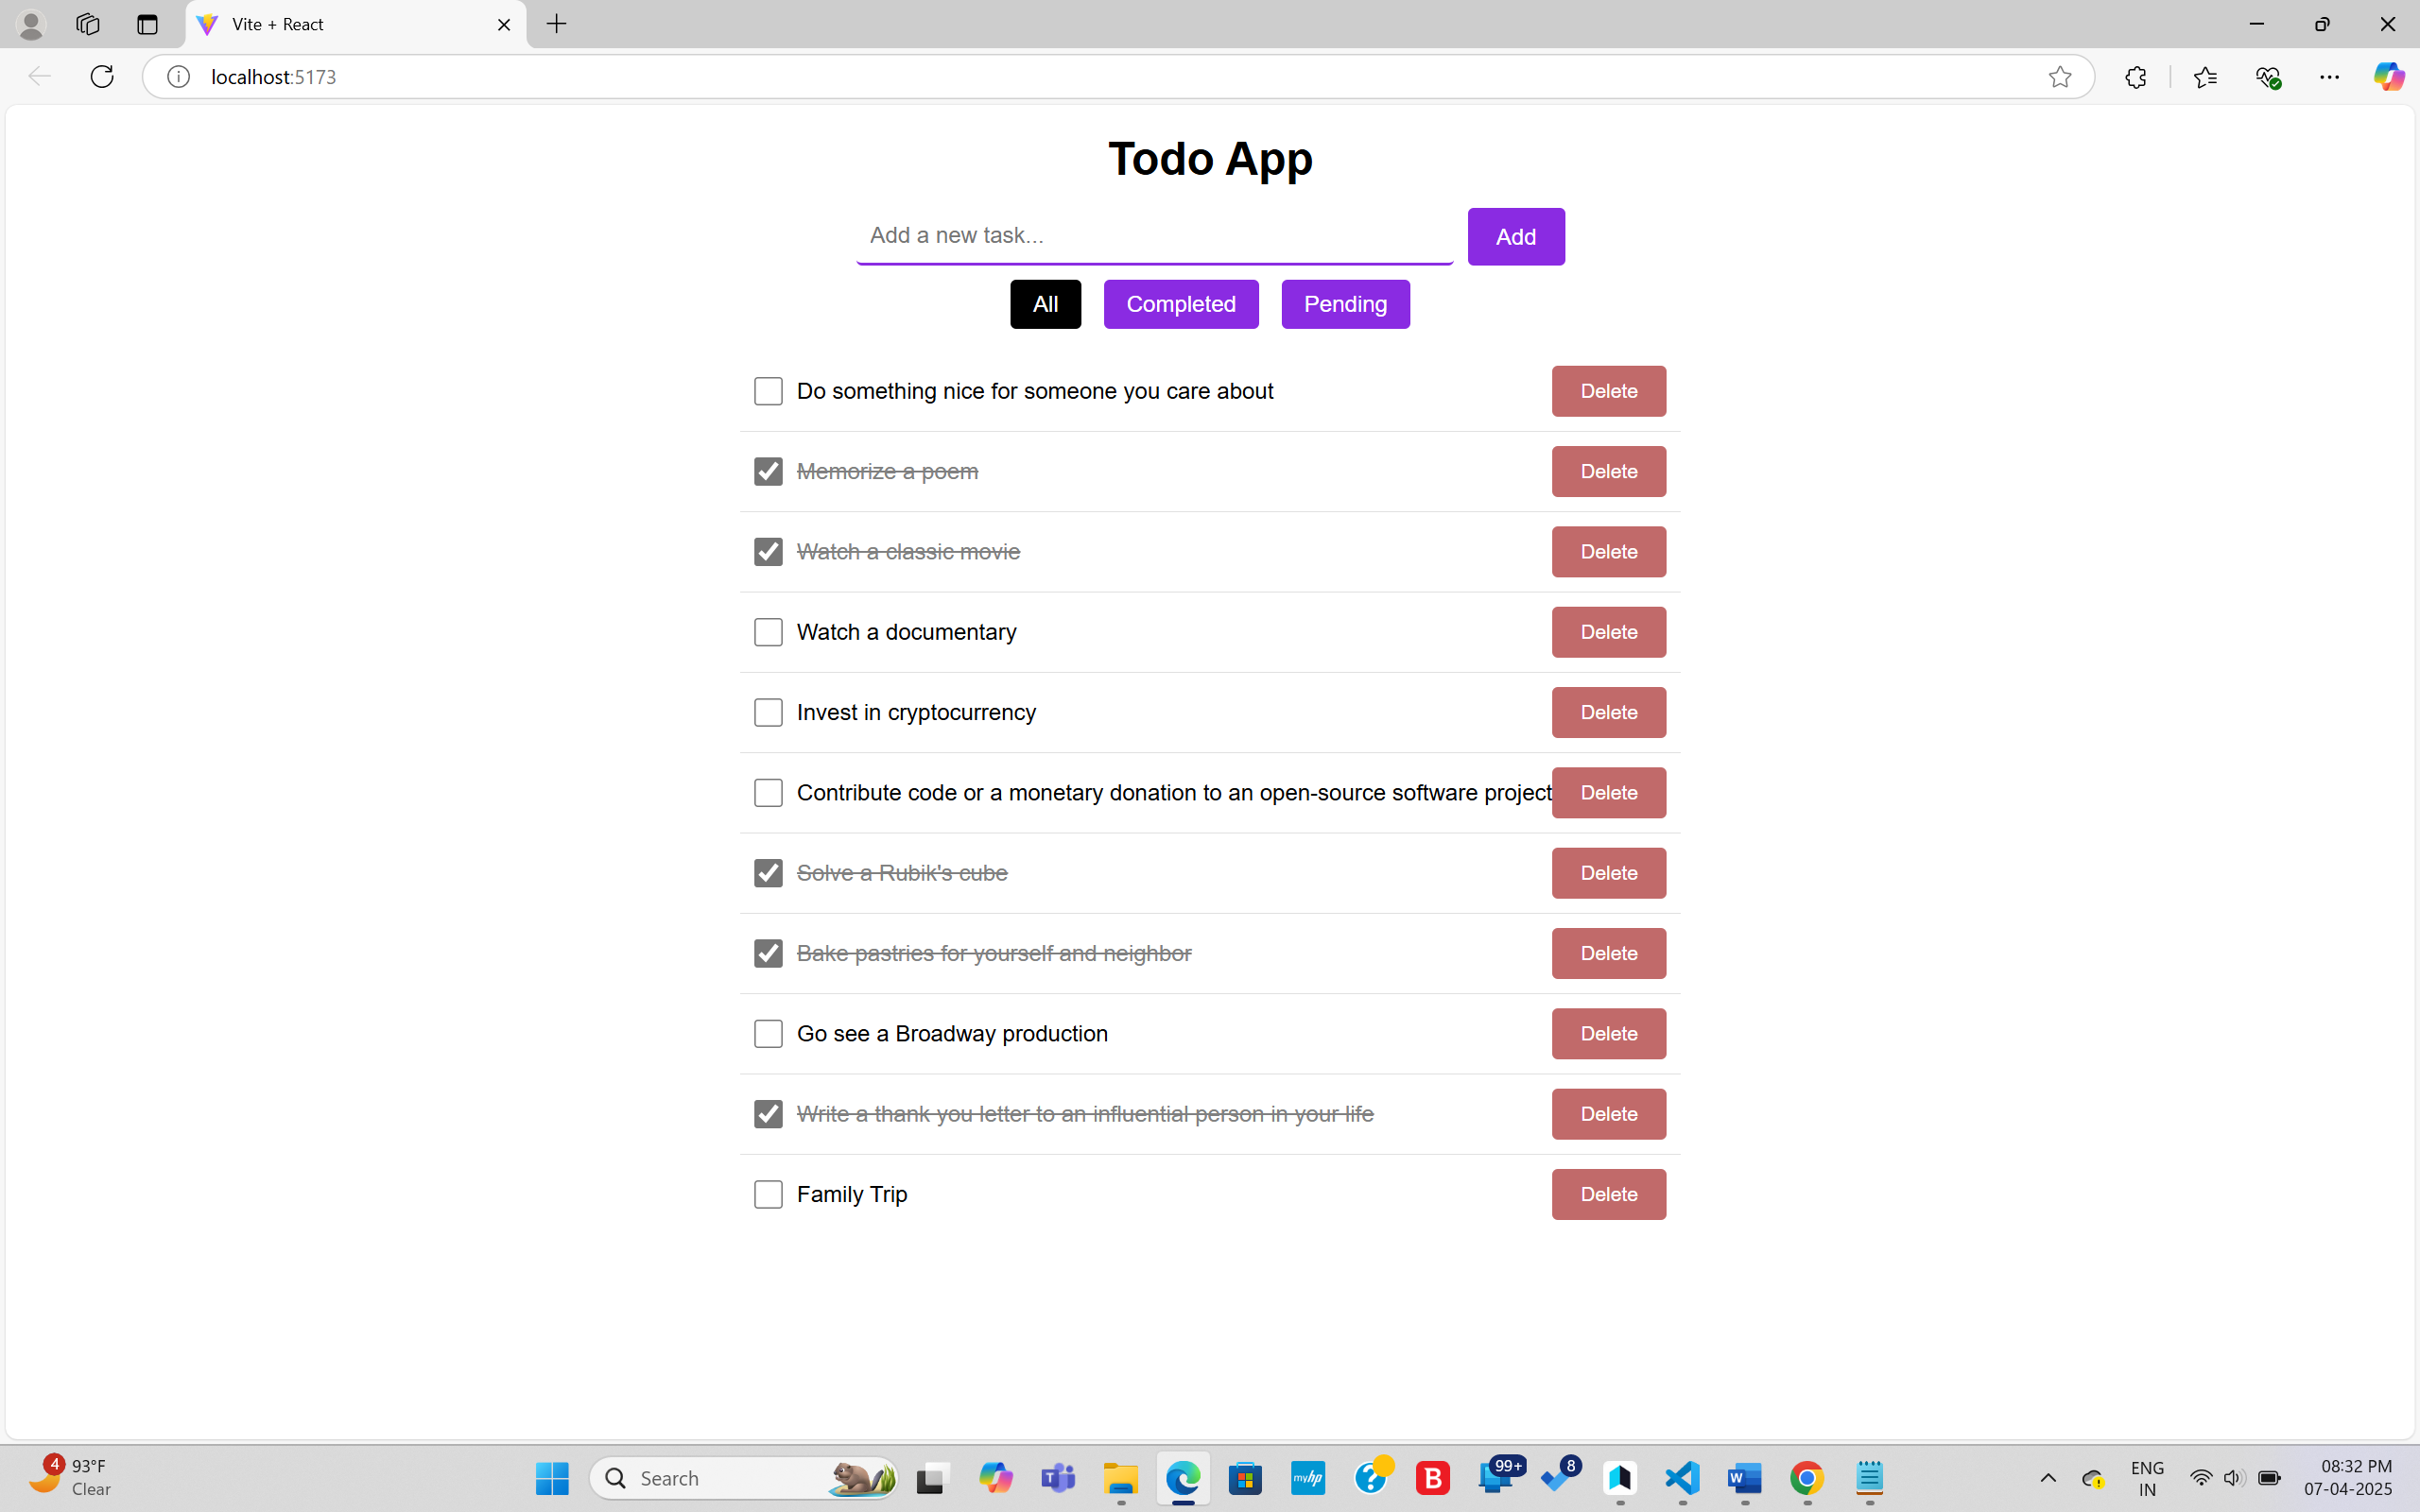 Vite + React
localhost:5173
Todo App
Add a new task...
Add
All
Completed
Pending
Do something nice for someone you care about
Delete
Memorize a poem
Delete
Watch a classic movie
Delete
Watch a documentary
Delete
Invest in cryptocurrency
Delete
Contribute code or a monetary donation to an open-source software project
Delete
Solve a Rubik's cube
Delete
Bake pastries for yourself and neighbor
Delete
Go see a Broadway production
Delete
Write a thank you letter to an influential person in your life
Delete
Family Trip
Delete
4
93°F
Clear
Search
T
myhp
?
B
99+
8
W
ENG
IN
08:32 PM
07-04-2025